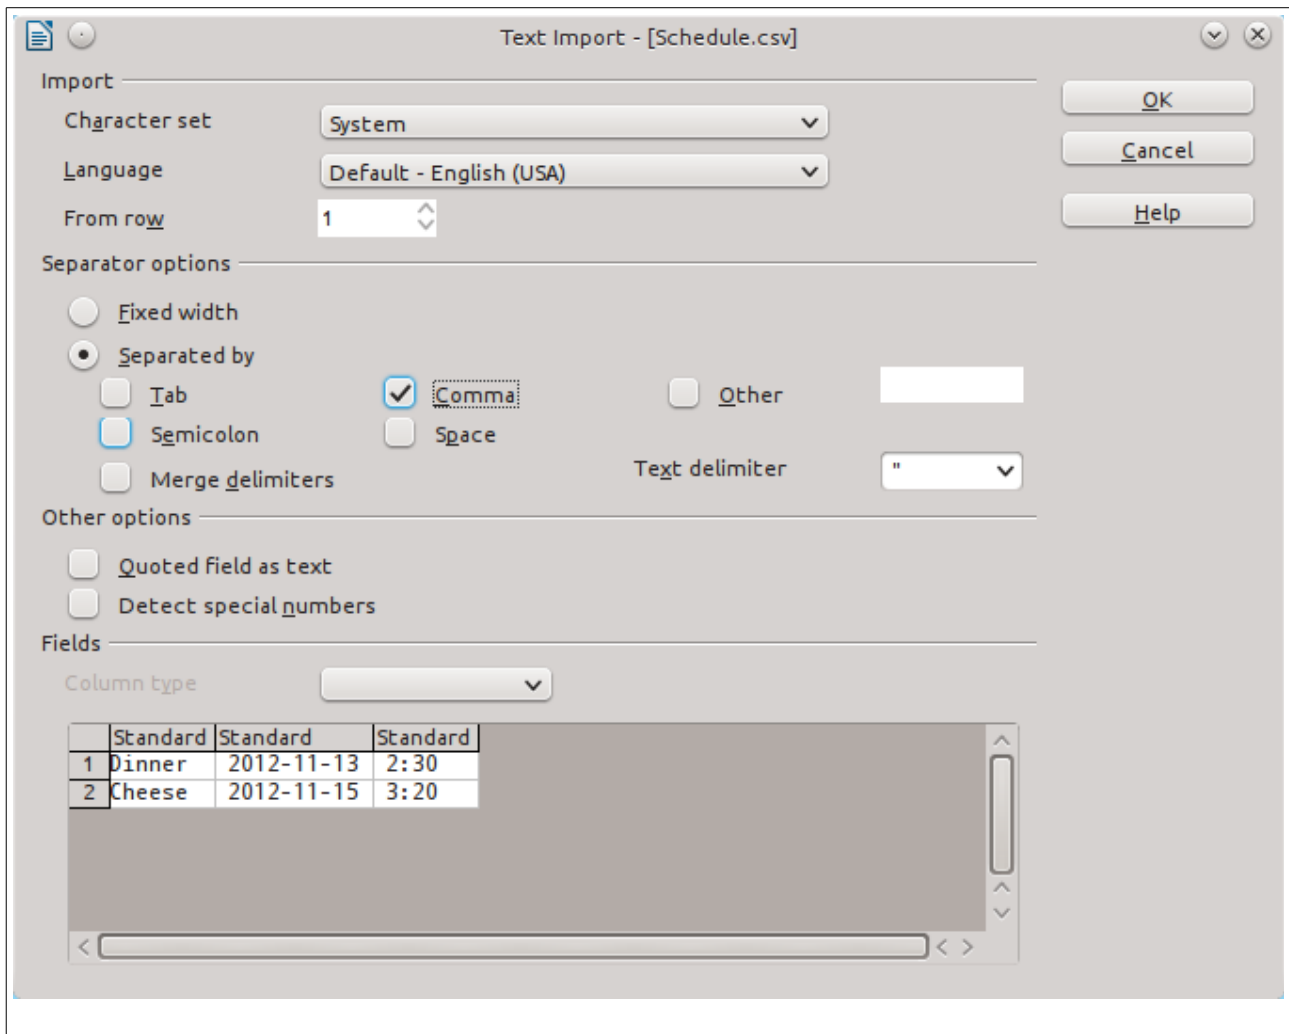 Text Import - [Schedule.csv]
Import
OK
Character set System
Cancel
Language Default - English (USA)
From row 1
Help
Separator options
Fixed width
Separated by
Tab Comma Other
Semicolon Space
Merge delimiters Text delimiter "
Other options
Quoted field as text
Detect special numbers
Fields
Column type
Standard Standard Standard
1 Dinner 2012-11-13 2:30
2 Cheese 2012-11-15 3:20